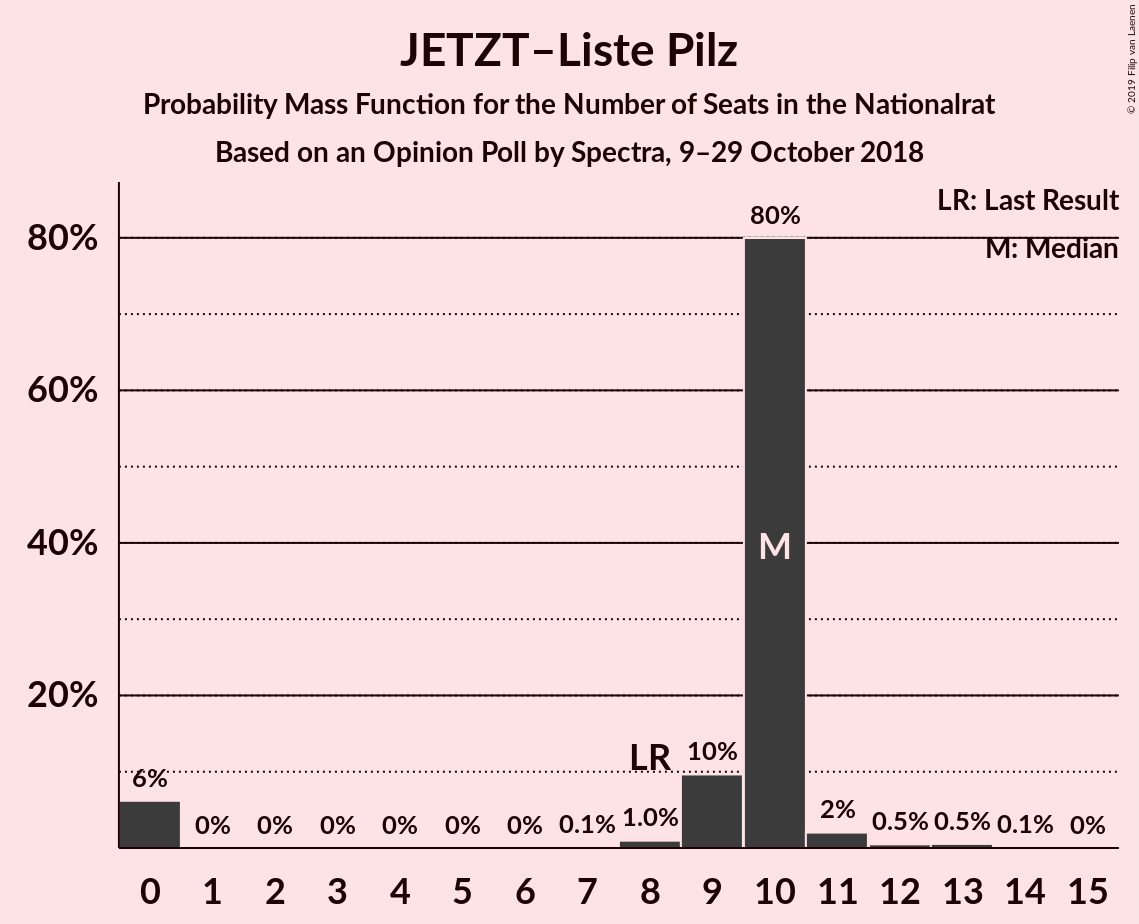 JETZT–Liste Pilz
Probability Mass Function for the Number of Seats in the Nationalrat
Based on an Opinion Poll by Spectra, 9–29 October 2018
© 2019 Filip van Laenen
LR: Last Result
M: Median
80%
60%
40%
20%
6%
0%
0%
0%
0%
0%
0%
0.1%
LR
1.0%
10%
80%
M
2%
0.5%
0.5%
0.1%
0%
0 1 2 3 4 5 6 7 8 9 10 11 12 13 14 15